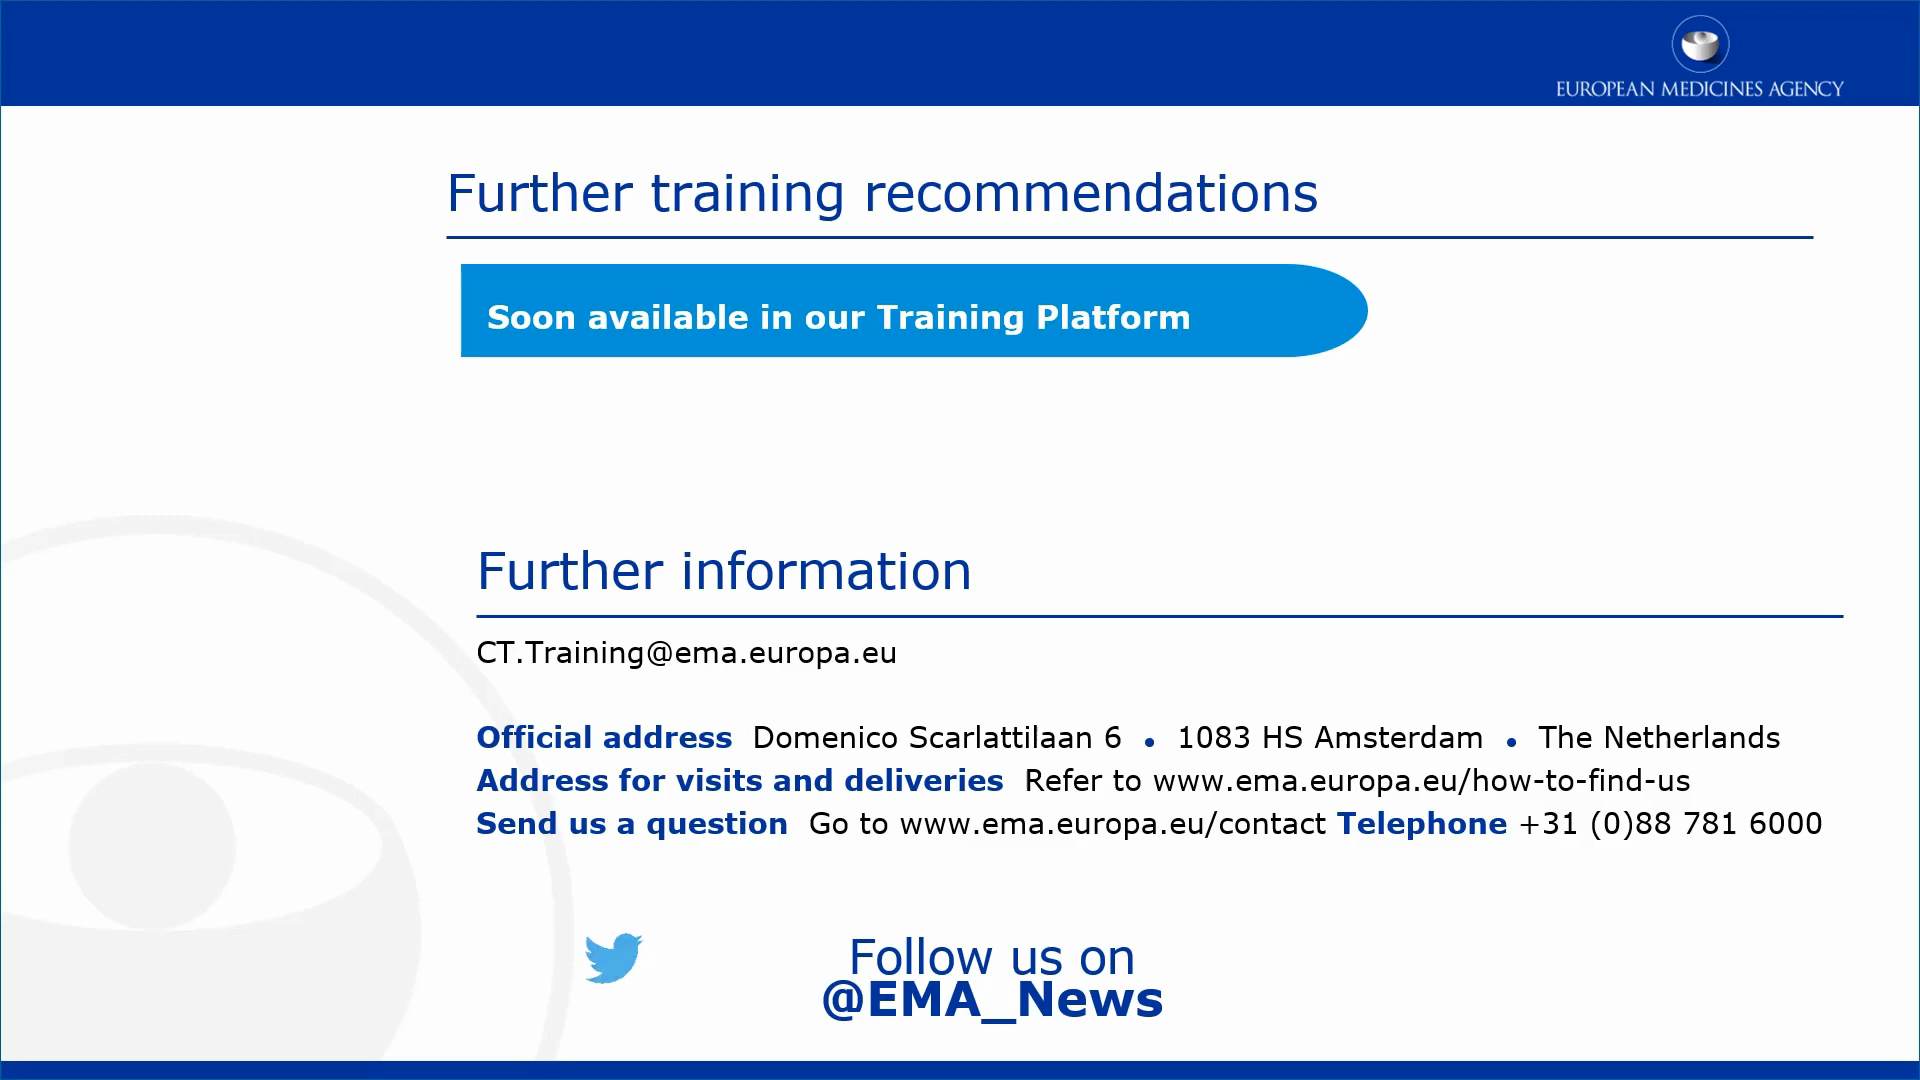 EUROPEAN MEDICINES AGENCY
Further training recommendations
Soon available in our Training Platform
Further information
CT.Training@ema.europa.eu
Official address Domenico Scarlattilaan 6 ● 1083 HS Amsterdam ● The Netherlands
Address for visits and deliveries Refer to www.ema.europa.eu/how-to-find-us
Send us a question Go to www.ema.europa.eu/contact Telephone +31 (0)88 781 6000
Follow us on
@EMA_News